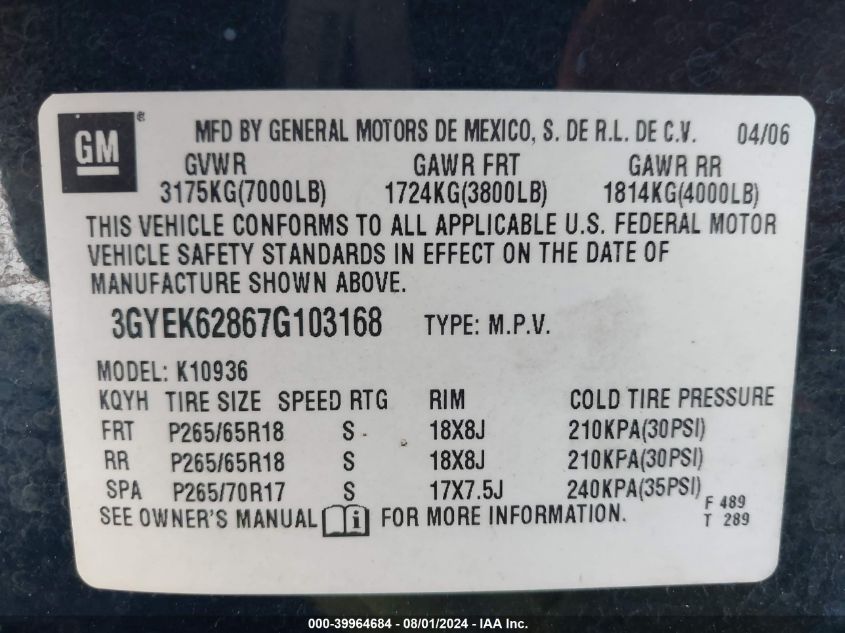 GM ®
MFD BY GENERAL MOTORS DE MEXICO, S. DE R.L. DE C.V. 04/06
GVWR GAWR FRT GAWR RR
3175KG(7000LB) 1724KG(3800LB) 1814KG(4000LB)
THIS VEHICLE CONFORMS TO ALL APPLICABLE U.S. FEDERAL MOTOR
VEHICLE SAFETY STANDARDS IN EFFECT ON THE DATE OF
MANUFACTURE SHOWN ABOVE.
3GYEK62867G103168 TYPE: M.P.V.
MODEL: K10936
KQYH TIRE SIZE SPEED RTG RIM COLD TIRE PRESSURE
FRT P265/65R18 S 18X8J 210KPA(30PSI)
RR P265/65R18 S 18X8J 210KPA(30PSI)
SPA P265/70R17 S 17X7.5J 240KPA(35PSI)
SEE OWNER'S MANUAL i FOR MORE INFORMATION.
F 489
T 289
000-39964684 - 08/01/2024 - IAA Inc.